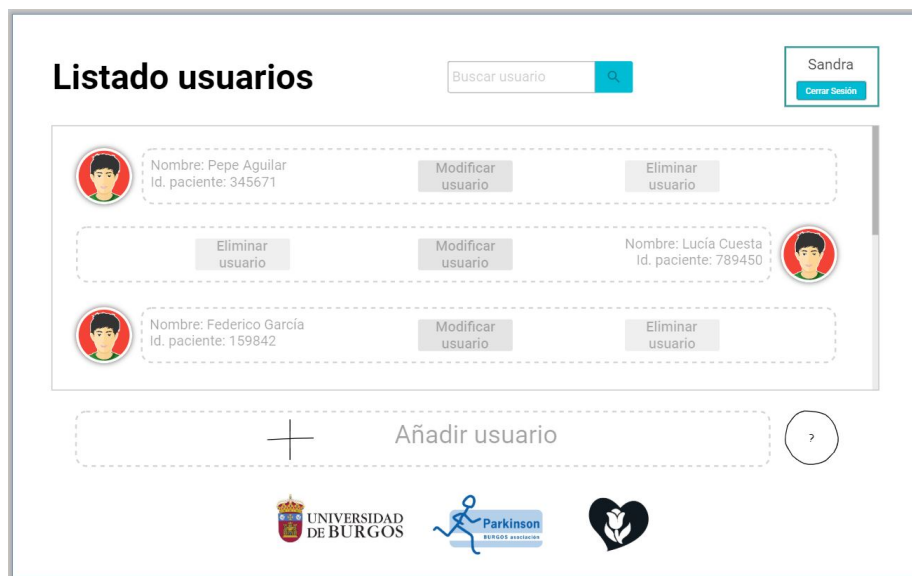 Listado usuarios
Buscar usuario
Sandra
Cerrar Sesión
Nombre: Pepe Aguilar
Id. paciente: 345671
Modificar
usuario
Eliminar
usuario
Eliminar
usuario
Modificar
usuario
Nombre: Lucía Cuesta
Id. paciente: 789450
Nombre: Federico García
Id. paciente: 159842
Modificar
usuario
Eliminar
usuario
Añadir usuario
?
UNIVERSIDAD
DE BURGOS
Parkinson
BURGOS asociación